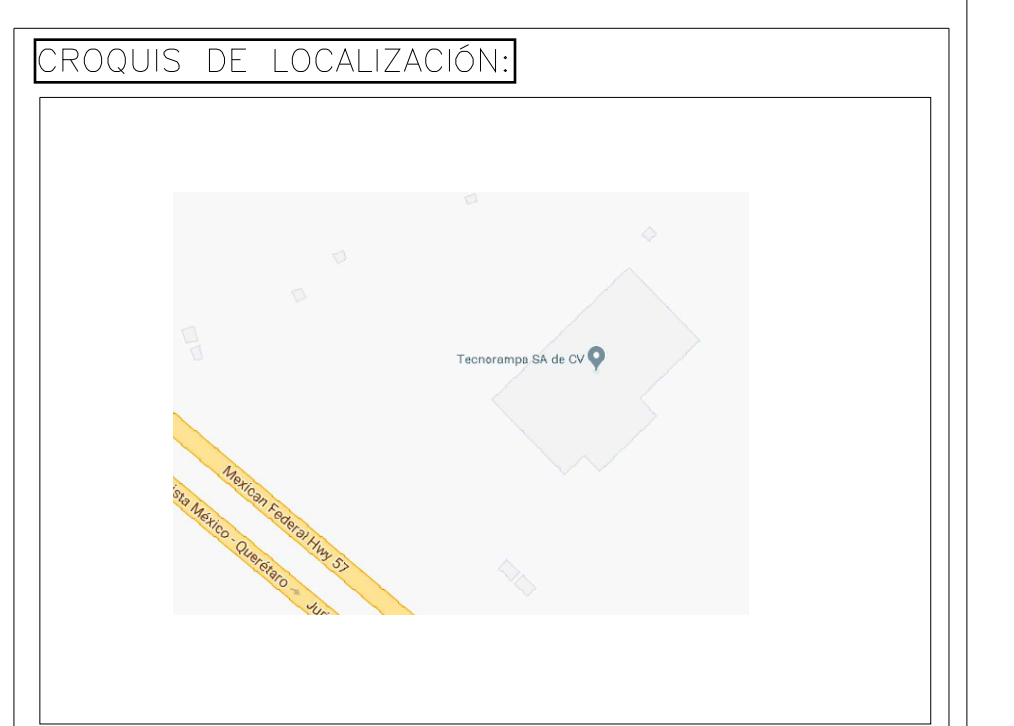 CROQUIS DE LOCALIZACIÓN:
Tecnorampa SA de CV
Mexican Federal Hwy 57
ista México - Querétaro